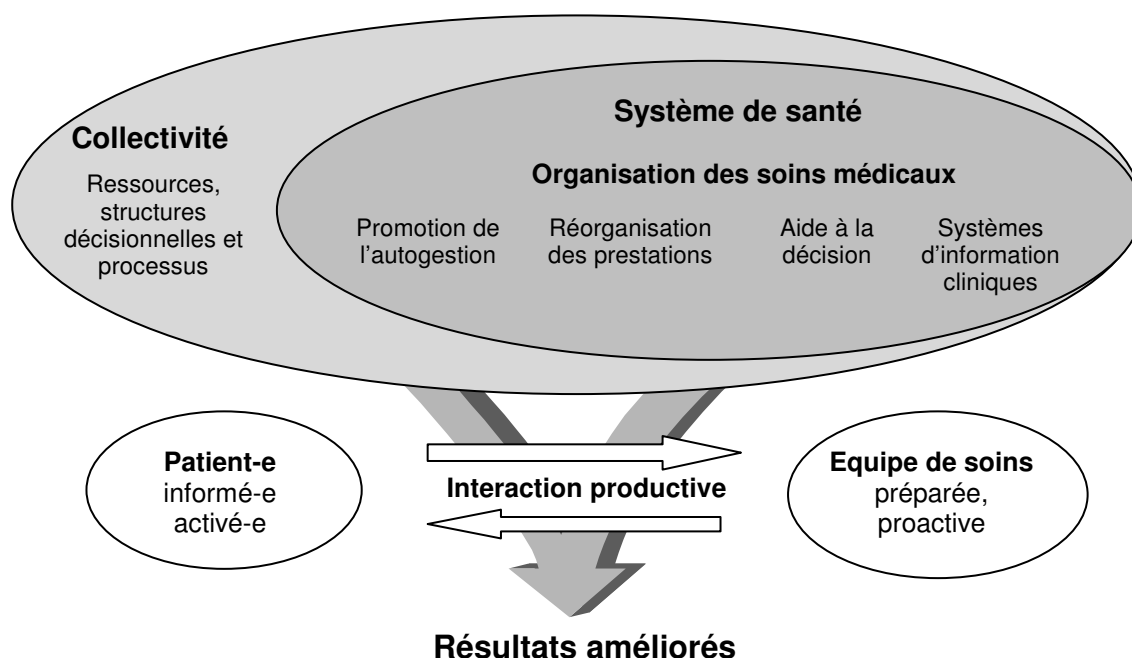 Système de santé
Collectivité
Ressources,
structures
décisionnelles et
processus
Organisation des soins médicaux
Promotion de
l’autogestion
Réorganisation
des prestations
Aide à la
décision
Systèmes
d’information
cliniques
Patient-e
informé-e
activé-e
Interaction productive
Equipe de soins
préparée,
proactive
Résultats améliorés